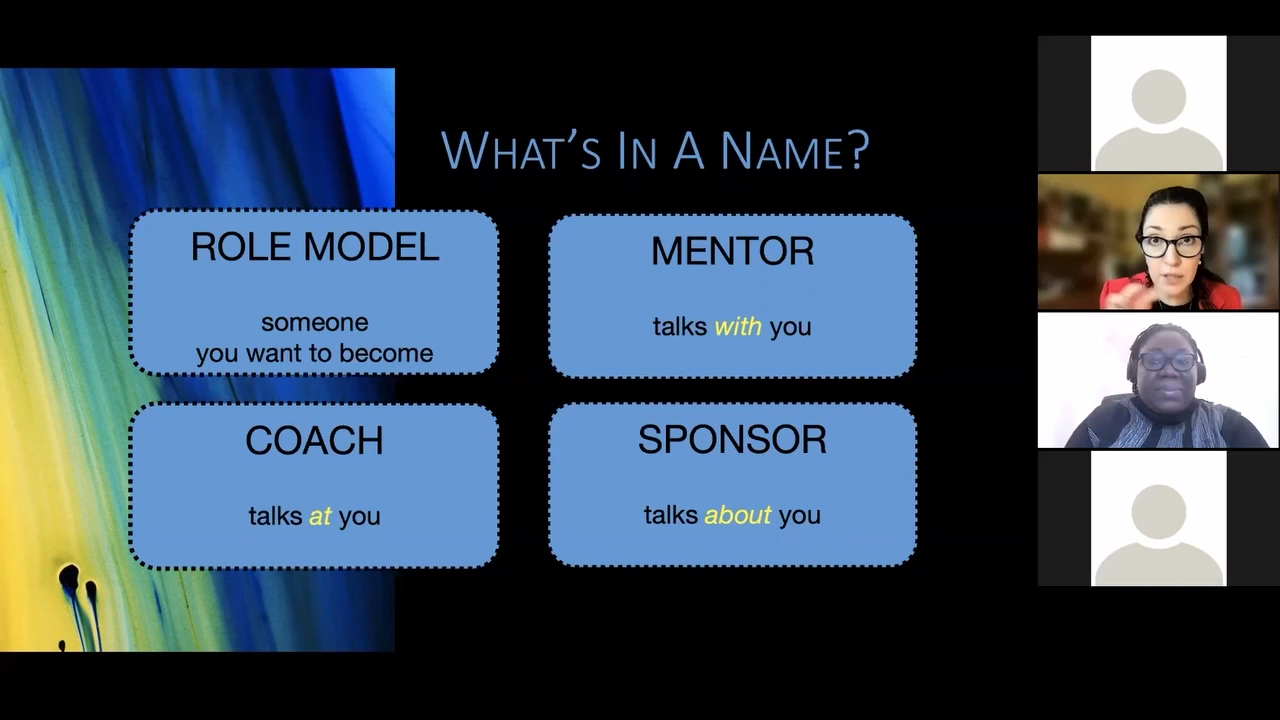 WHAT'S IN A NAME?
ROLE MODEL
someone
you want to become
MENTOR
talks with you
COACH
talks at you
SPONSOR
talks about you